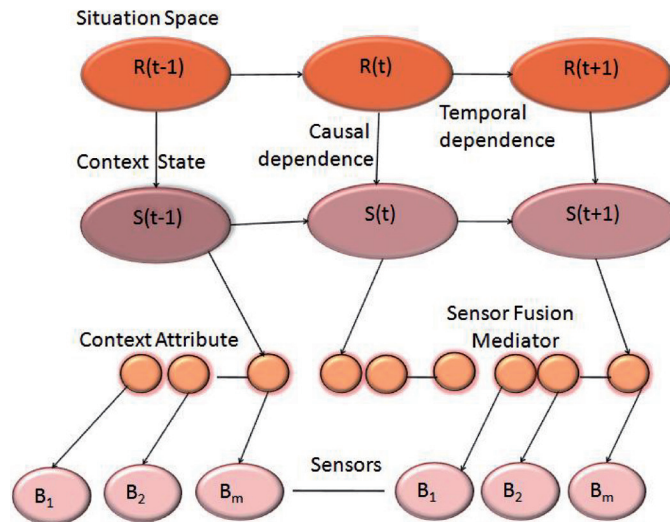 Situation Space
R(t-1)
R(t)
R(t+1)
Causal
dependence
Temporal
dependence
Context State
S(t-1)
S(t)
S(t+1)
Context Attribute
Sensor Fusion
Mediator
Sensors
B1
B2
Bm
B1
B2
Bm